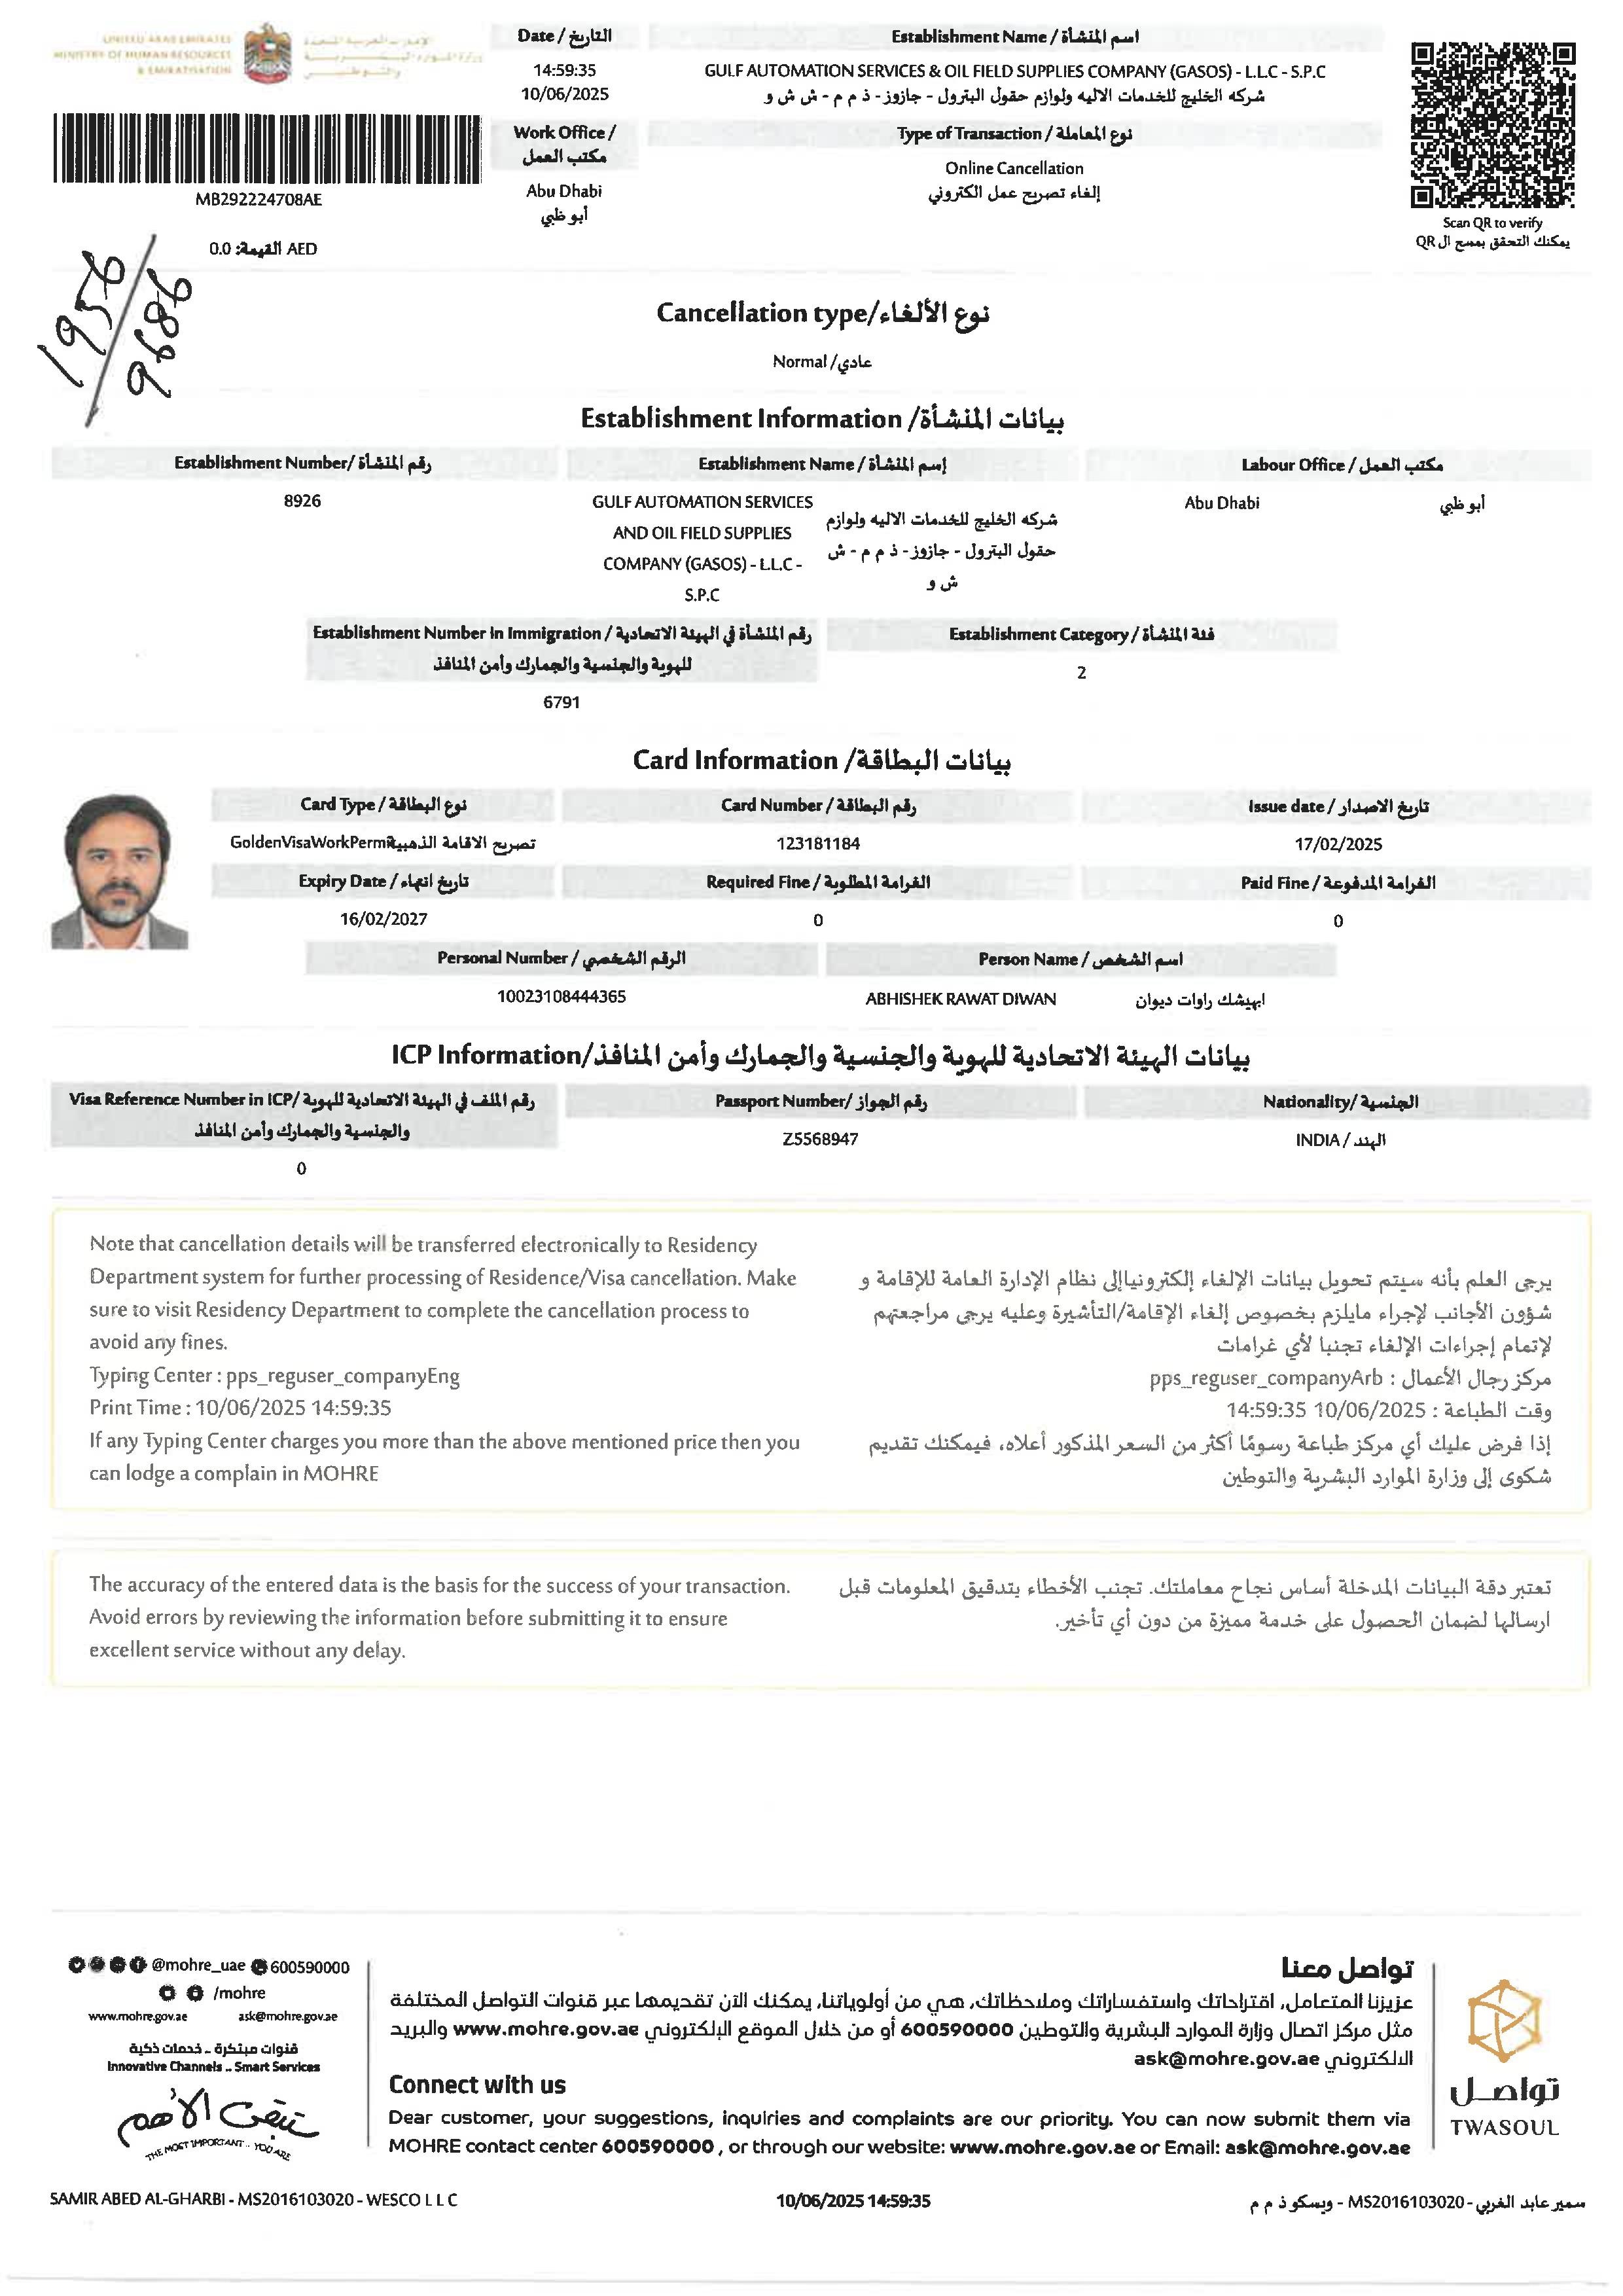 UNITED ARAB EMIRATES
MINISTRY OF HUMAN RESOURCES
& EMIRATISATION
الإمارات العربية المتحدة
وزارة الموارد البشرية
والتوطين
MB292224708AE
القيمة: 0.0 AED
1956
9686
Date / التاريخ
14:59:35
10/06/2025
Work Office /
مكتب العمل
Abu Dhabi
أبو ظبي
Establishment Name / اسم المنشأة
GULF AUTOMATION SERVICES & OIL FIELD SUPPLIES COMPANY (GASOS) - L.L.C - S.P.C
شركه الخليج للخدمات الاليه ولوازم حقول البترول - جازوز - ذ م م - ش ش و
Type of Transaction / نوع المعاملة
Online Cancellation
إلغاء تصريح عمل الكتروني
Scan QR to verify
يمكنك التحقق بمسح ال QR
Cancellation type/نوع الألغاء
Normal /عادي
Establishment Information /بيانات المنشأة
Establishment Number/ رقم المنشأة
8926
Establishment Name / إسم المنشأة
GULF AUTOMATION SERVICES
AND OIL FIELD SUPPLIES
COMPANY (GASOS) - L.L.C -
S.P.C
شركه الخليج للخدمات الاليه ولوازم
حقول البترول - جازوز - ذ م م - ش
ش و
Labour Office / مكتب العمل
Abu Dhabi أبو ظبي
Establishment Number in Immigration / رقم المنشأة في الهيئة الاتحادية
للهوية والجنسية والجمارك وأمن المنافذ
6791
Establishment Category / فئة المنشأة
2
Card Information /بيانات البطاقة
Card Type / نوع البطاقة
GoldenVisaWorkPermi تصريح الاقامة الذهبية
Card Number / رقم البطاقة
123181184
Issue date / تاريخ الاصدار
17/02/2025
Expiry Date / تاريخ انتهاء
16/02/2027
Required Fine / الغرامة المطلوبة
0
Paid Fine / الغرامة المدفوعة
0
Personal Number / الرقم الشخصي
10023108444365
Person Name / اسم الشخص
ABHISHEK RAWAT DIWAN ابهيشك راوات ديوان
ICP Information/بيانات الهيئة الاتحادية للهوية والجنسية والجمارك وأمن المنافذ
Visa Reference Number in ICP/ رقم الملف في الهيئة الاتحادية للهوية
والجنسية والجمارك وأمن المنافذ
0
Passport Number/ رقم الجواز
Z5568947
Nationality/ الجنسية
INDIA / الهند
Note that cancellation details will be transferred electronically to Residency
Department system for further processing of Residence/Visa cancellation. Make
sure to visit Residency Department to complete the cancellation process to
avoid any fines.
Typing Center : pps_reguser_companyEng
Print Time : 10/06/2025 14:59:35
If any Typing Center charges you more than the above mentioned price then you
can lodge a complain in MOHRE
يرجى العلم بأنه سيتم تحويل بيانات الإلغاء إلكترونياإلى نظام الإدارة العامة للإقامة و
شؤون الأجانب لإجراء مايلزم بخصوص إلغاء الإقامة/التأشيرة وعليه يرجى مراجعتهم
لإتمام إجراءات الإلغاء تجنبا لأي غرامات
مركز رجال الأعمال : pps_reguser_companyArb
وقت الطباعة : 10/06/2025 14:59:35
إذا فرض عليك أي مركز طباعة رسومًا أكثر من السعر المذكور أعلاه، فيمكنك تقديم
شكوى إلى وزارة الموارد البشرية والتوطين
The accuracy of the entered data is the basis for the success of your transaction.
Avoid errors by reviewing the information before submitting it to ensure
excellent service without any delay.
تعتبر دقة البيانات المدخلة أساس نجاح معاملتك. تجنب الأخطاء بتدقيق المعلومات قبل
ارسالها لضمان الحصول على خدمة مميزة من دون أي تأخير.
@mohre_uae 600590000
/mohre
www.mohre.gov.ae ask@mohre.gov.ae
قنوات مبتكرة .. خدمات ذكية
Innovative Channels .. Smart Services
تبقى الأهم
THE MOST IMPORTANT .. YOU ARE
تواصل معنا
عزيزنا المتعامل، اقتراحاتك واستفساراتك وملاحظاتك، هي من أولوياتنا، يمكنك الآن تقديمها عبر قنوات التواصل المختلفة
مثل مركز اتصال وزارة الموارد البشرية والتوطين 600590000 أو من خلال الموقع الإلكتروني www.mohre.gov.ae والبريد
الالكتروني ask@mohre.gov.ae
Connect with us
Dear customer, your suggestions, inquiries and complaints are our priority. You can now submit them via
MOHRE contact center 600590000 , or through our website: www.mohre.gov.ae or Email: ask@mohre.gov.ae
تواصل
TWASOUL
SAMIR ABED AL-GHARBI - MS2016103020 - WESCO L L C
10/06/2025 14:59:35
سمير عابد الغربي - MS2016103020 - ويسكو ذ م م